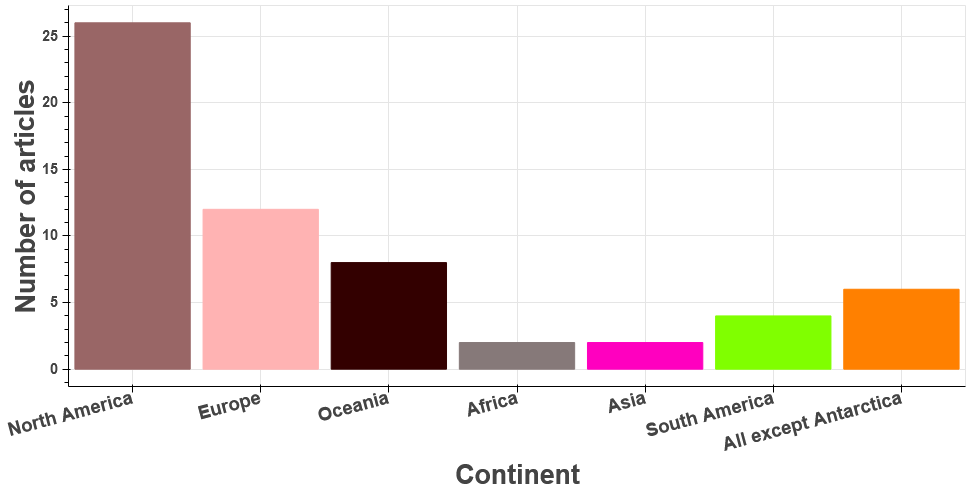 Number of articles
25
20
15
10
5
0
North America
Europe
Oceania
Africa
Asia
South America
All except Antarctica
Continent